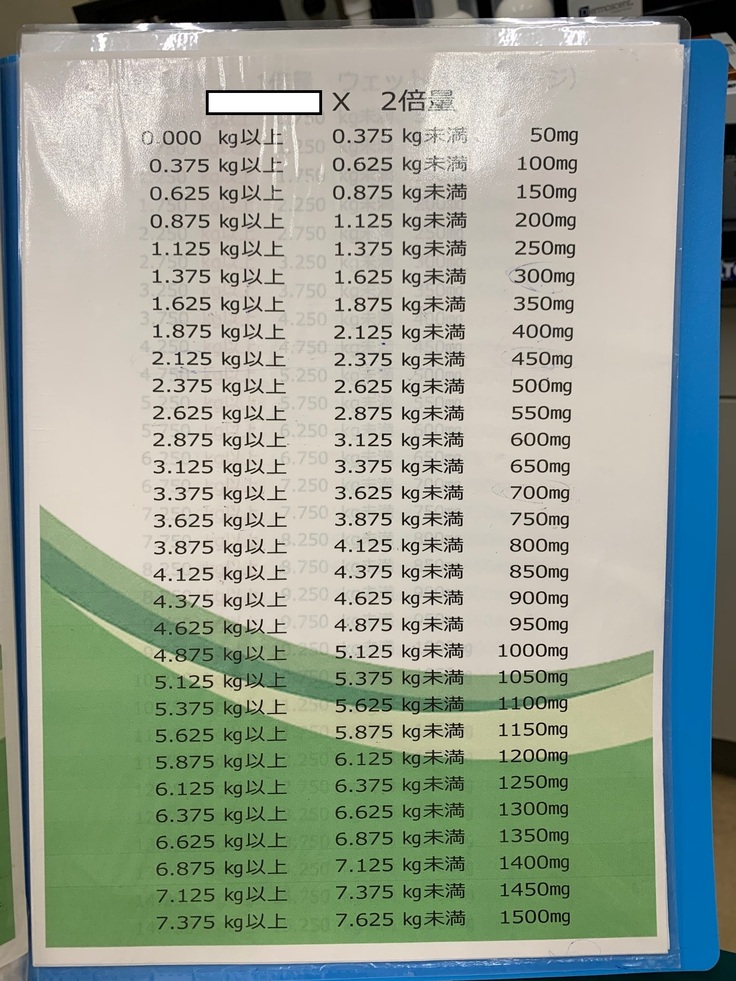 Dermoscent
X 2倍量
0.000 kg以上 0.375 kg未満 50mg
0.375 kg以上 0.625 kg未満 100mg
0.625 kg以上 0.875 kg未満 150mg
0.875 kg以上 1.125 kg未満 200mg
1.125 kg以上 1.375 kg未満 250mg
1.375 kg以上 1.625 kg未満 300mg
1.625 kg以上 1.875 kg未満 350mg
1.875 kg以上 2.125 kg未満 400mg
2.125 kg以上 2.375 kg未満 450mg
2.375 kg以上 2.625 kg未満 500mg
2.625 kg以上 2.875 kg未満 550mg
2.875 kg以上 3.125 kg未満 600mg
3.125 kg以上 3.375 kg未満 650mg
3.375 kg以上 3.625 kg未満 700mg
3.625 kg以上 3.875 kg未満 750mg
3.875 kg以上 4.125 kg未満 800mg
4.125 kg以上 4.375 kg未満 850mg
4.375 kg以上 4.625 kg未満 900mg
4.625 kg以上 4.875 kg未満 950mg
4.875 kg以上 5.125 kg未満 1000mg
5.125 kg以上 5.375 kg未満 1050mg
5.375 kg以上 5.625 kg未満 1100mg
5.625 kg以上 5.875 kg未満 1150mg
5.875 kg以上 6.125 kg未満 1200mg
6.125 kg以上 6.375 kg未満 1250mg
6.375 kg以上 6.625 kg未満 1300mg
6.625 kg以上 6.875 kg未満 1350mg
6.875 kg以上 7.125 kg未満 1400mg
7.125 kg以上 7.375 kg未満 1450mg
7.375 kg以上 7.625 kg未満 1500mg